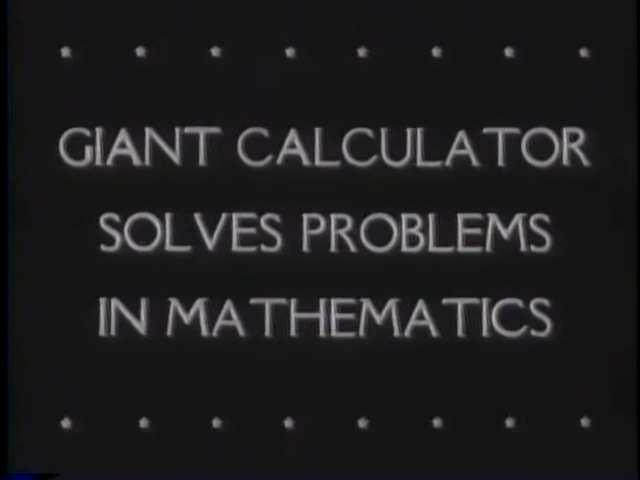 GIANT CALCULATOR
SOLVES PROBLEMS
IN MATHEMATICS